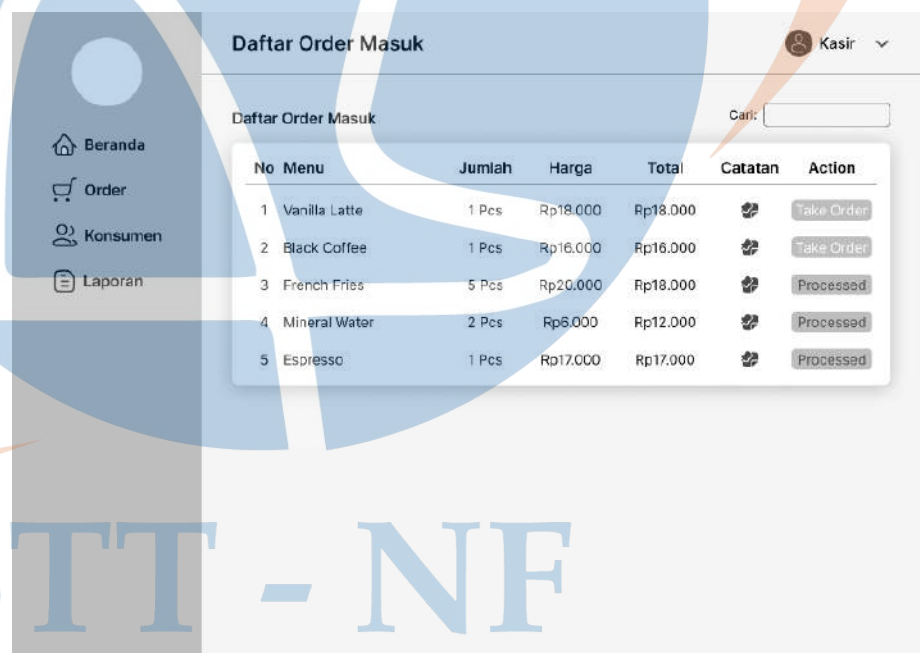 Daftar Order Masuk
Kasir
Beranda
Order
Konsumen
Laporan
Daftar Order Masuk
Cari:
No Menu Jumlah Harga Total Catatan Action
1 Vanilla Latte 1 Pcs Rp18.000 Rp18.000 Take Order
2 Black Coffee 1 Pcs Rp16.000 Rp16.000 Take Order
3 French Fries 5 Pcs Rp20.000 Rp18.000 Processed
4 Mineral Water 2 Pcs Rp6.000 Rp12.000 Processed
5 Espresso 1 Pcs Rp17.000 Rp17.000 Processed
TT - NF